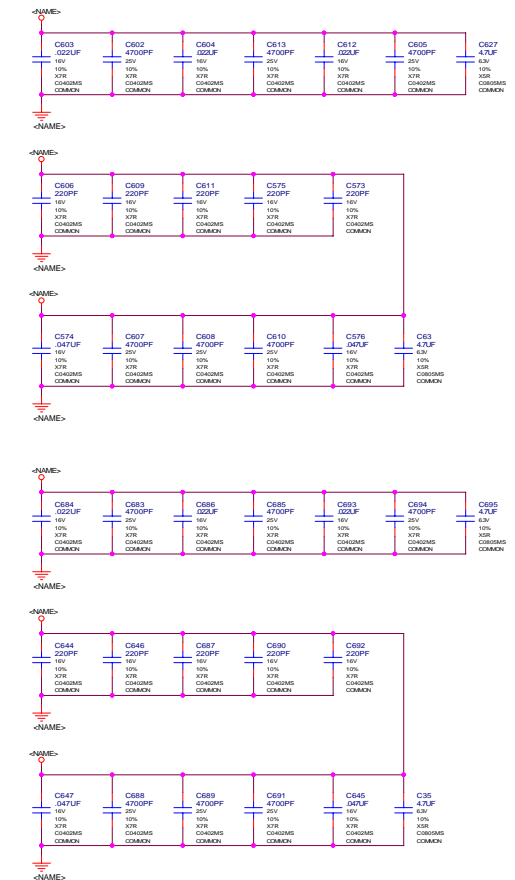 <NAME>
C603 C602 C604 C613 C612 C605 C627
.022UF 4700PF .022UF 4700PF .022UF 4700PF 4.7UF
16V 25V 16V 25V 16V 25V 6.3V
10% 10% 10% 10% 10% 10% 10%
X7R X7R X7R X7R X7R X7R X5R
C0402MS C0402MS C0402MS C0402MS C0402MS C0402MS C0805MS
COMMON COMMON COMMON COMMON COMMON COMMON COMMON
<NAME>
<NAME>
C606 C609 C611 C575 C573
220PF 220PF 220PF 220PF 220PF
16V 16V 16V 16V 16V
10% 10% 10% 10% 10%
X7R X7R X7R X7R X7R
C0402MS C0402MS C0402MS C0402MS C0402MS
COMMON COMMON COMMON COMMON COMMON
<NAME>
<NAME>
C574 C607 C608 C610 C576 C63
.047UF 4700PF 4700PF 4700PF .047UF 4.7UF
16V 25V 25V 25V 16V 6.3V
10% 10% 10% 10% 10% 10%
X7R X7R X7R X7R X7R X5R
C0402MS C0402MS C0402MS C0402MS C0402MS C0805MS
COMMON COMMON COMMON COMMON COMMON COMMON
<NAME>
<NAME>
C684 C683 C686 C685 C693 C694 C695
.022UF 4700PF .022UF 4700PF .022UF 4700PF 4.7UF
16V 25V 16V 25V 16V 25V 6.3V
10% 10% 10% 10% 10% 10% 10%
X7R X7R X7R X7R X7R X7R X5R
C0402MS C0402MS C0402MS C0402MS C0402MS C0402MS C0805MS
COMMON COMMON COMMON COMMON COMMON COMMON COMMON
<NAME>
<NAME>
C644 C646 C687 C690 C692
220PF 220PF 220PF 220PF 220PF
16V 16V 16V 16V 16V
10% 10% 10% 10% 10%
X7R X7R X7R X7R X7R
C0402MS C0402MS C0402MS C0402MS C0402MS
COMMON COMMON COMMON COMMON COMMON
<NAME>
<NAME>
C647 C688 C689 C691 C645 C35
.047UF 4700PF 4700PF 4700PF .047UF 4.7UF
16V 25V 25V 25V 16V 6.3V
10% 10% 10% 10% 10% 10%
X7R X7R X7R X7R X7R X5R
C0402MS C0402MS C0402MS C0402MS C0402MS C0805MS
COMMON COMMON COMMON COMMON COMMON COMMON
<NAME>